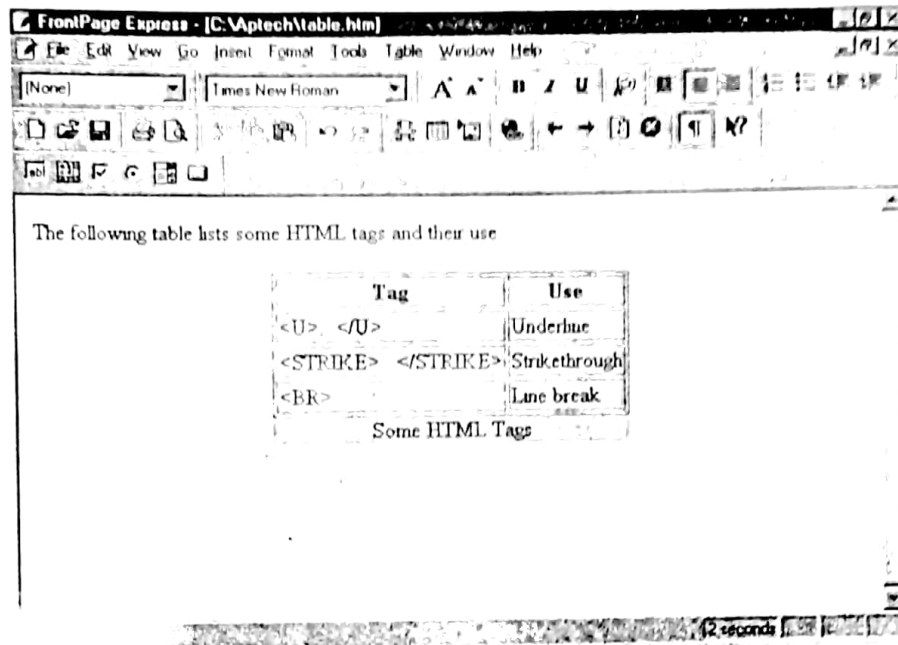 FrontPage Express - [C:\Aptech\table.htm]
File Edit View Go Insert Format Tools Table Window Help
(None) Times New Roman A A B I U
abl
The following table lists some HTML tags and their use
Tag Use
<U> </U> Underline
<STRIKE> </STRIKE> Strikethrough
<BR> Line break
Some HTML Tags
2 seconds